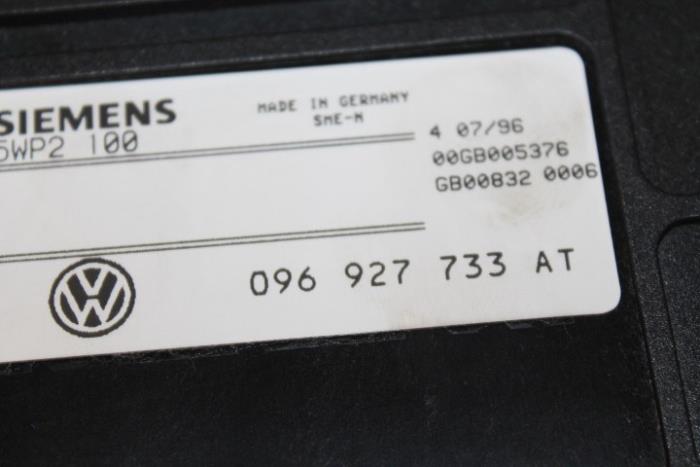 SIEMENS
MADE IN GERMANY
SME-N
5WP2 100
4 07/96
00GB005376
GB00832 0006
096 927 733 AT